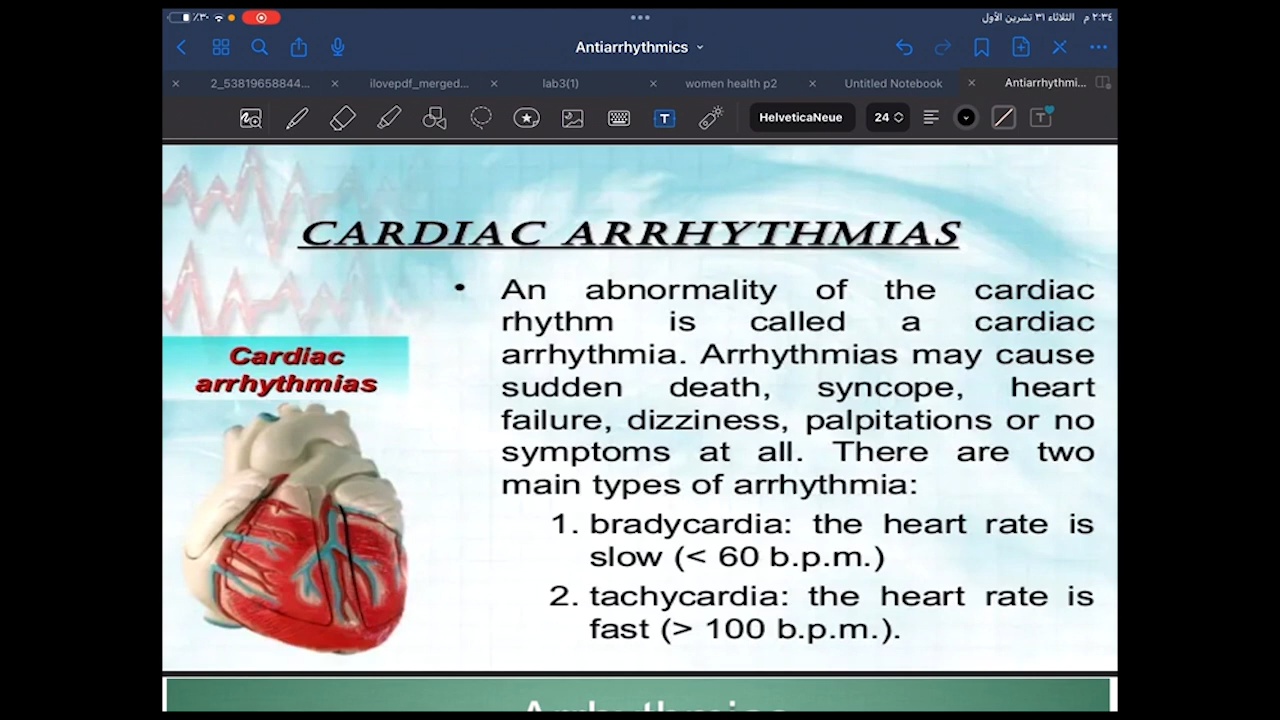 ٪٣٠
٢:٣٤ م الثلاثاء ٣١ تشرين الأول
Antiarrhythmics
2_53819658844...
ilovepdf_merged...
lab3(1)
women health p2
Untitled Notebook
Antiarrhythmi...
T
HelveticaNeue
24
T
CARDIAC ARRHYTHMIAS
Cardiac
arrhythmias
• An abnormality of the cardiac
rhythm is called a cardiac
arrhythmia. Arrhythmias may cause
sudden death, syncope, heart
failure, dizziness, palpitations or no
symptoms at all. There are two
main types of arrhythmia:
1. bradycardia: the heart rate is
slow (< 60 b.p.m.)
2. tachycardia: the heart rate is
fast (> 100 b.p.m.).
Arrhythmias